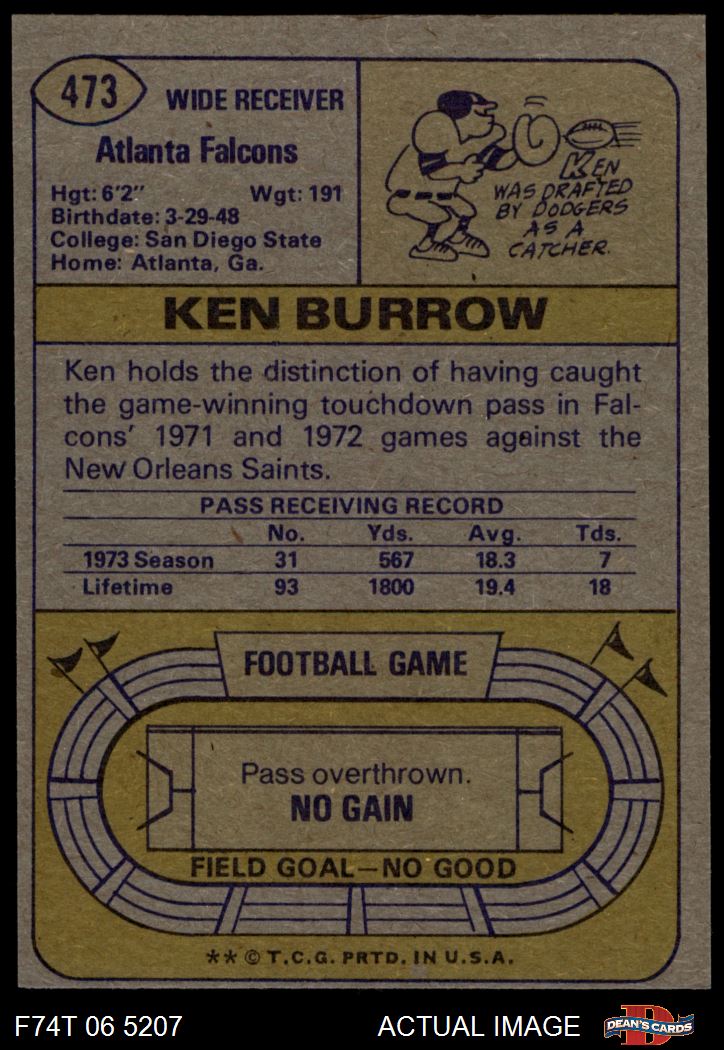 473
WIDE RECEIVER
Atlanta Falcons
Hgt: 6'2" Wgt: 191
Birthdate: 3-29-48
College: San Diego State
Home: Atlanta, Ga.
KEN
WAS DRAFTED
BY DODGERS
AS A
CATCHER.
KEN BURROW
Ken holds the distinction of having caught
the game-winning touchdown pass in Fal-
cons' 1971 and 1972 games against the
New Orleans Saints.
PASS RECEIVING RECORD
No. Yds. Avg. Tds.
1973 Season 31 567 18.3 7
Lifetime 93 1800 19.4 18
FOOTBALL GAME
Pass overthrown.
NO GAIN
FIELD GOAL—NO GOOD
** © T.C.G. PRTD. IN U.S.A.
F74T 06 5207 ACTUAL IMAGE D DEAN'S CARDS